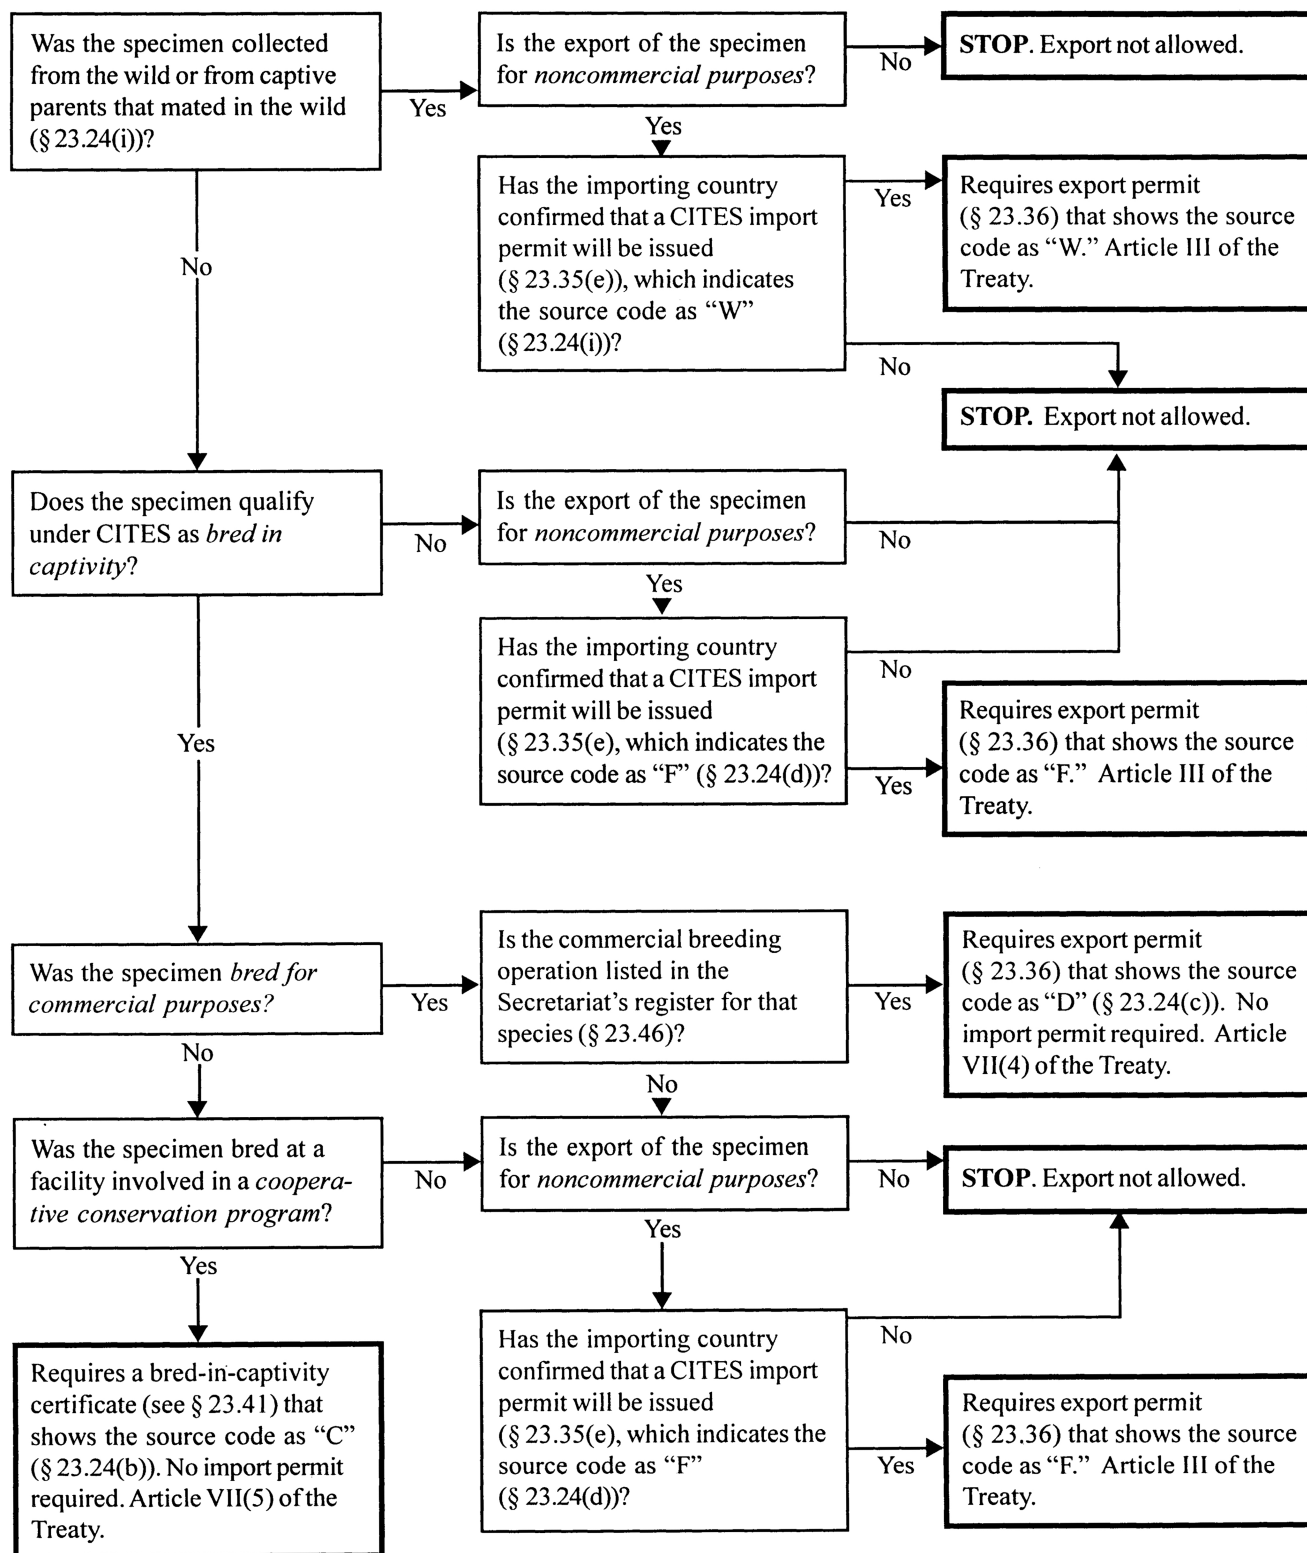 Was the specimen collected
from the wild or from captive
parents that mated in the wild
(§ 23.24(i))?
Yes
Is the export of the specimen
for noncommercial purposes?
No
STOP. Export not allowed.
Yes
Has the importing country
confirmed that a CITES import
permit will be issued
(§ 23.35(e)), which indicates
the source code as “W”
(§ 23.24(i))?
Yes
Requires export permit
(§ 23.36) that shows the source
code as “W.” Article III of the
Treaty.
No
STOP. Export not allowed.
No
Does the specimen qualify
under CITES as bred in
captivity?
No
Is the export of the specimen
for noncommercial purposes?
No
Yes
Has the importing country
confirmed that a CITES import
permit will be issued
(§ 23.35(e), which indicates the
source code as “F” (§ 23.24(d))?
No
Yes
Requires export permit
(§ 23.36) that shows the source
code as “F.” Article III of the
Treaty.
Yes
Was the specimen bred for
commercial purposes?
Yes
Is the commercial breeding
operation listed in the
Secretariat’s register for that
species (§ 23.46)?
Yes
Requires export permit
(§ 23.36) that shows the source
code as “D” (§ 23.24(c)). No
import permit required. Article
VII(4) of the Treaty.
No
No
Was the specimen bred at a
facility involved in a coopera-
tive conservation program?
No
Is the export of the specimen
for noncommercial purposes?
No
STOP. Export not allowed.
Yes
Yes
Requires a bred-in-captivity
certificate (see § 23.41) that
shows the source code as “C”
(§ 23.24(b)). No import permit
required. Article VII(5) of the
Treaty.
Has the importing country
confirmed that a CITES import
permit will be issued
(§ 23.35(e), which indicates the
source code as “F”
(§ 23.24(d))?
No
Yes
Requires export permit
(§ 23.36) that shows the source
code as “F.” Article III of the
Treaty.